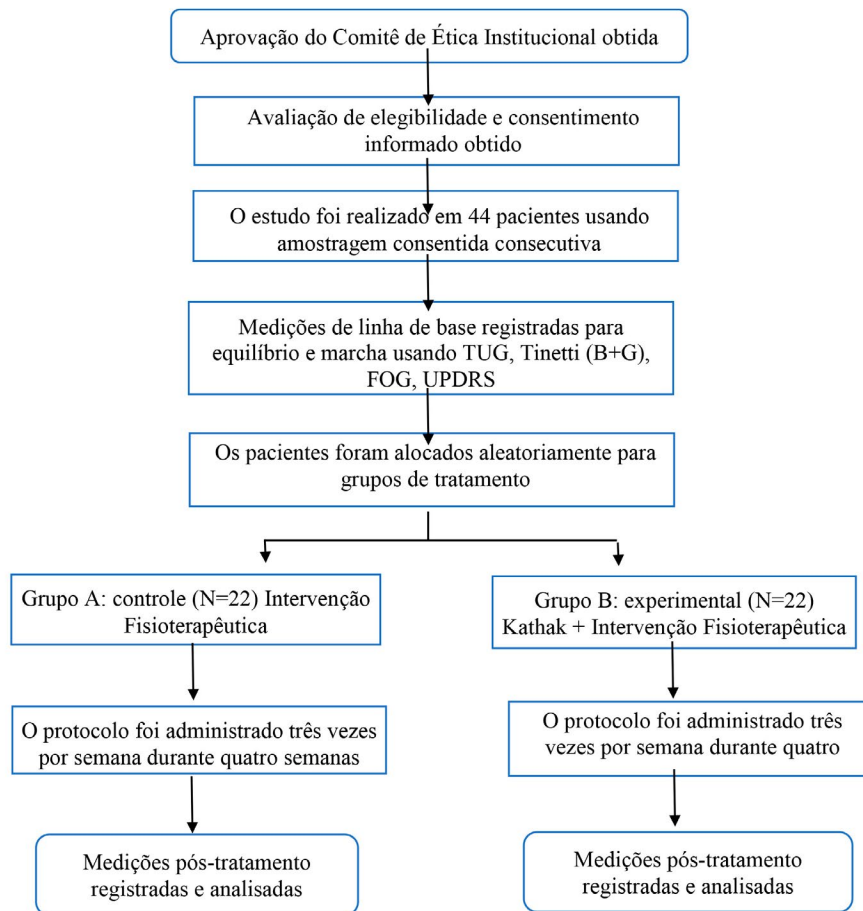 Aprovação do Comitê de Ética Institucional obtida
Avaliação de elegibilidade e consentimento
informado obtido
O estudo foi realizado em 44 pacientes usando
amostragem consentida consecutiva
Medições de linha de base registradas para
equilíbrio e marcha usando TUG, Tinetti (B+G),
FOG, UPDRS
Os pacientes foram alocados aleatoriamente para
grupos de tratamento
Grupo A: controle (N=22) Intervenção
Fisioterapêutica
O protocolo foi administrado três vezes
por semana durante quatro semanas
Medições pós-tratamento
registradas e analisadas
Grupo B: experimental (N=22)
Kathak + Intervenção Fisioterapêutica
O protocolo foi administrado três
vezes por semana durante quatro
Medições pós-tratamento
registradas e analisadas